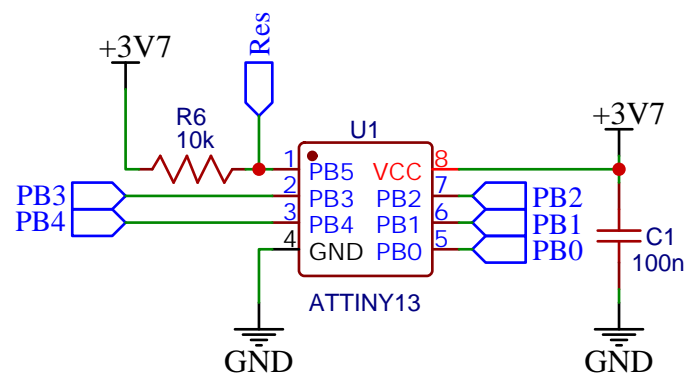 Res
+3V7
R6
10k
U1
+3V7
1
PB5
VCC
8
PB3
2
PB3
PB2
7
PB2
PB4
3
PB4
PB1
6
PB1
4
GND
PB0
5
PB0
C1
100n
ATTINY13
GND
GND